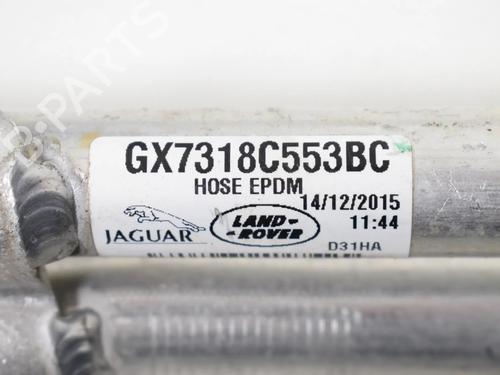 B-PARTS
GX7318C553BC
HOSE EPDM
14/12/2015
11:44
JAGUAR
LAND-
-ROVER
D31HA